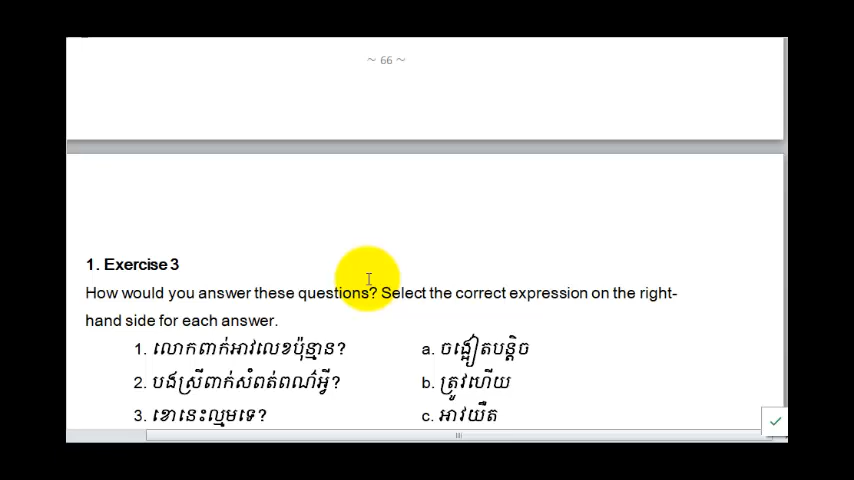 ~ 66 ~
1. Exercise 3
How would you answer these questions? Select the correct expression on the right-
hand side for each answer.
1. លោកពាក់អាវលេខប៉ុន្មាន? a. ចង្អៀតបន្តិច
2. បងស្រីពាក់សំពត់ពណ៌អ្វី? b. ត្រូវហើយ
3. ខោនេះល្មមទេ? c. អាវយឺត